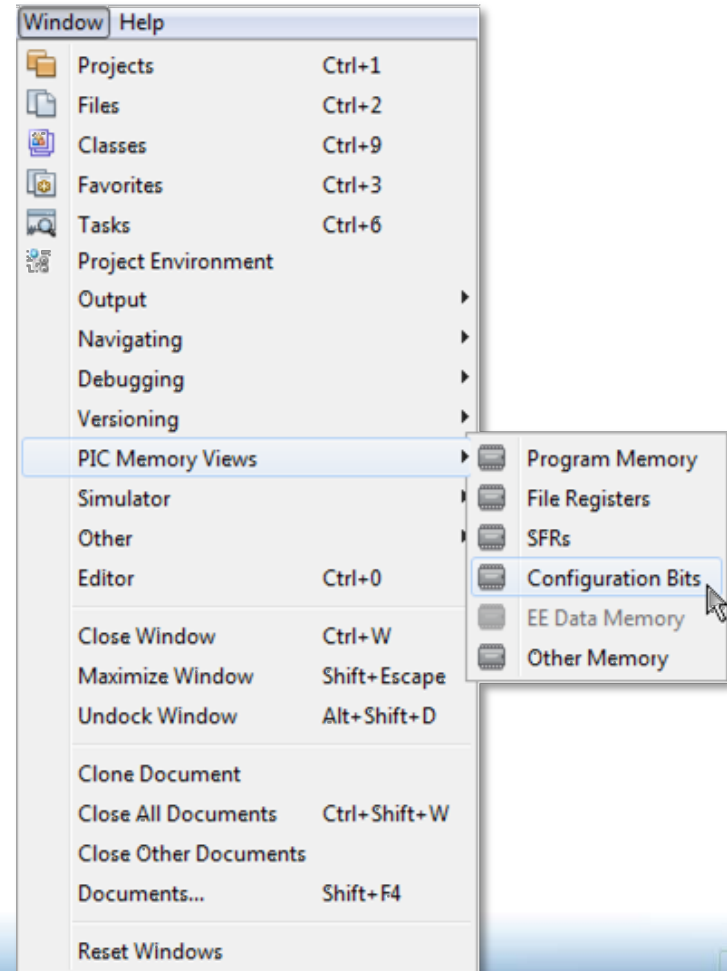 Window Help
Projects Ctrl+1
Files Ctrl+2
Classes Ctrl+9
Favorites Ctrl+3
Tasks Ctrl+6
Project Environment
Output
Navigating
Debugging
Versioning
PIC Memory Views
Simulator
Other
Editor Ctrl+0
Close Window Ctrl+W
Maximize Window Shift+Escape
Undock Window Alt+Shift+D
Clone Document
Close All Documents Ctrl+Shift+W
Close Other Documents
Documents... Shift+F4
Reset Windows
Program Memory
File Registers
SFRs
Configuration Bits
EE Data Memory
Other Memory